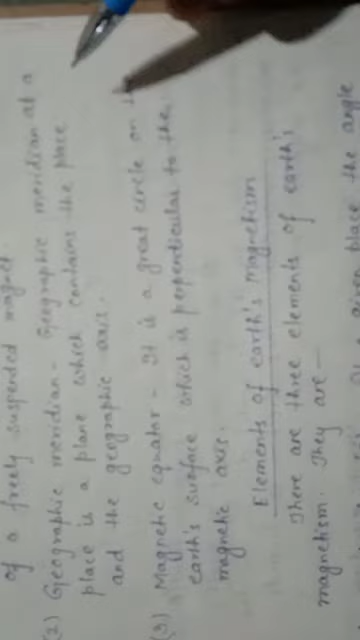 of a freely suspended magnet.
(2) Geographic meridian - Geographic meridian at a
place is a plane which contains the place
and the geographic axis.
(3) Magnetic equator - It is a great circle on
earth's surface which is perpendicular to the
magnetic axis.
Elements of earth's magnetism
There are three elements of earth's
magnetism. They are -
given place the angle